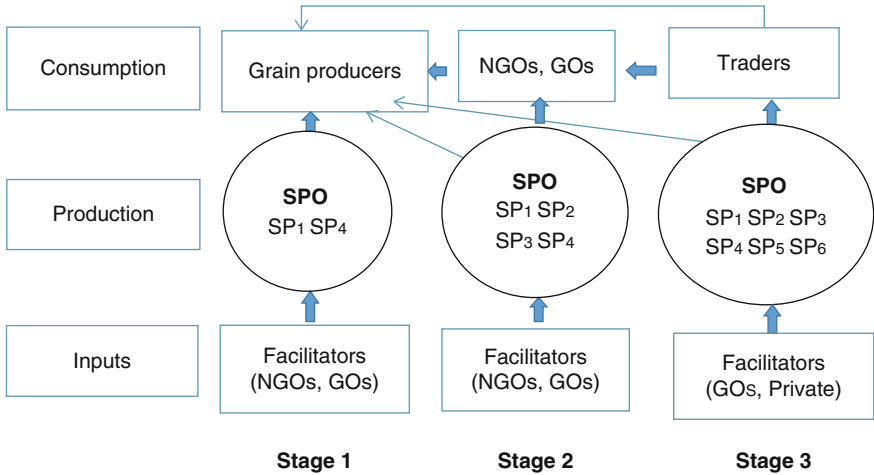 Consumption
Grain producers
NGOs, GOs
Traders
Production
SPO
SP1 SP4
SPO
SP1 SP2
SP3 SP4
SPO
SP1 SP2 SP3
SP4 SP5 SP6
Inputs
Facilitators
(NGOs, GOs)
Facilitators
(NGOs, GOs)
Facilitators
(GOs, Private)
Stage 1
Stage 2
Stage 3